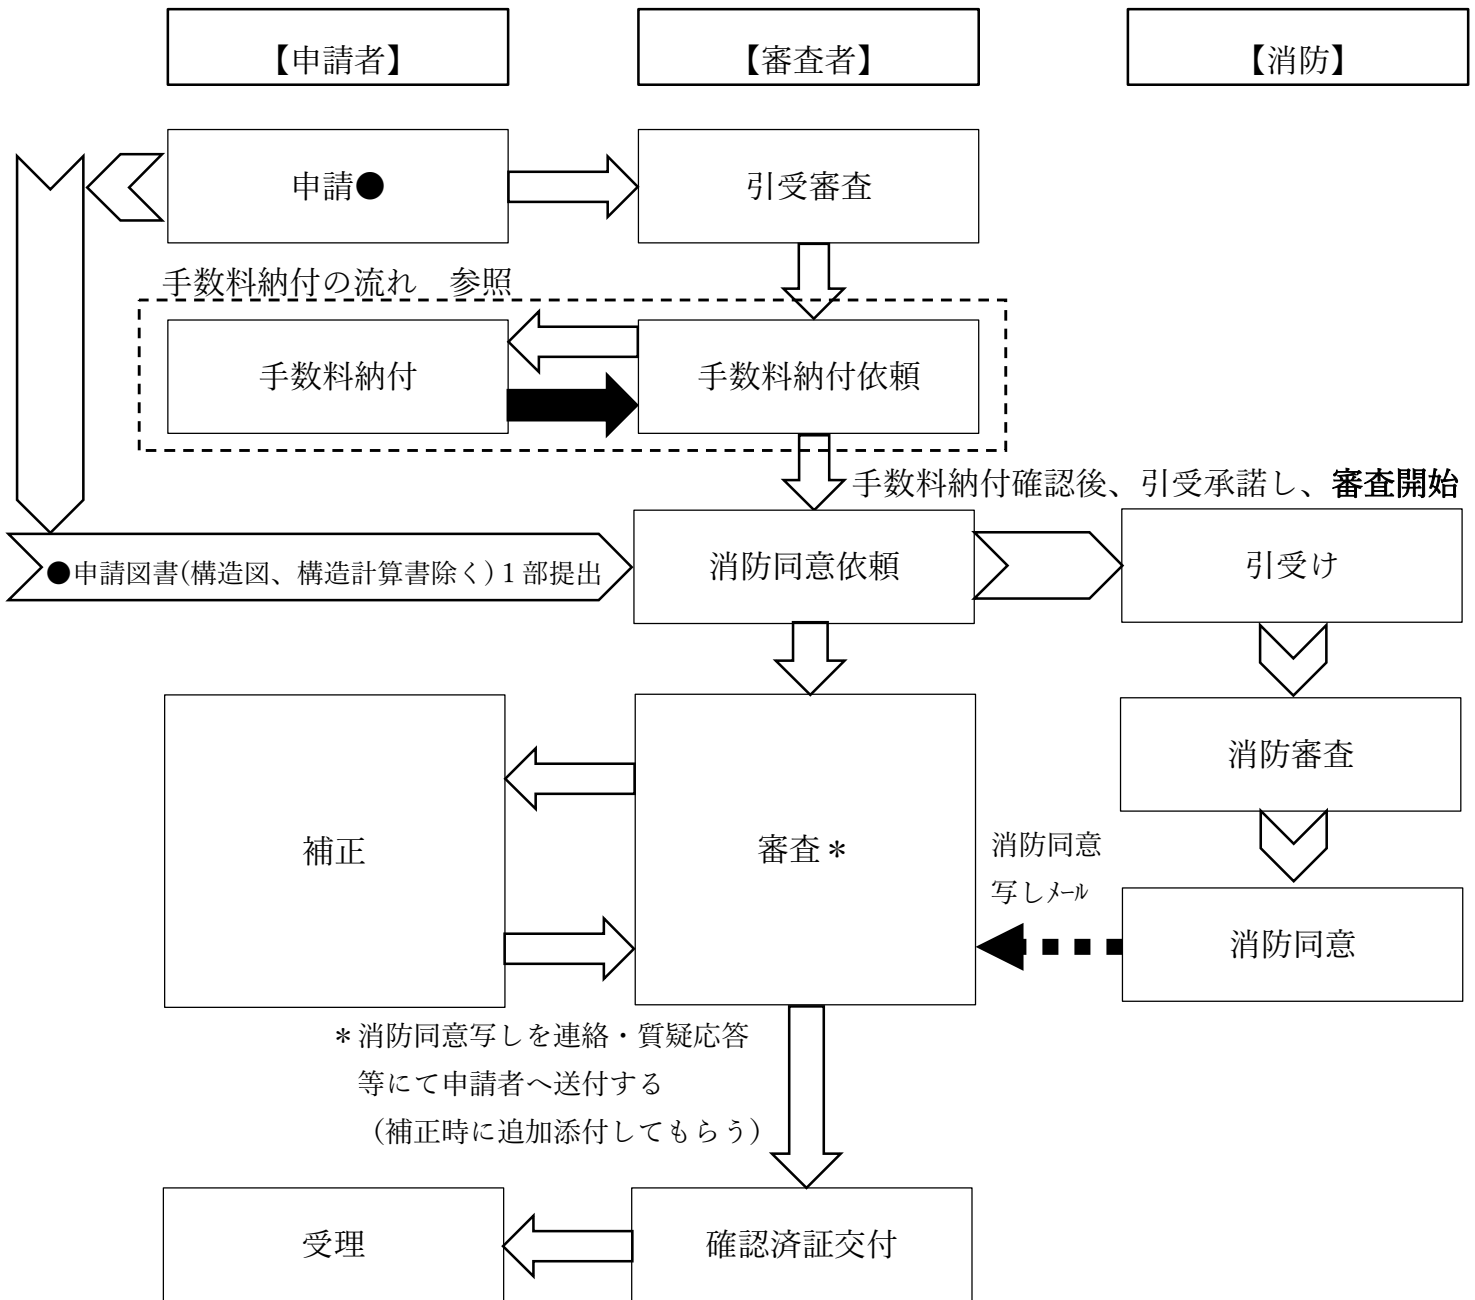 【申請者】
【審査者】
【消防】
申請●
引受審査
手数料納付の流れ　参照
手数料納付
手数料納付依頼
手数料納付確認後、引受承諾し、審査開始
●申請図書(構造図、構造計算書除く)１部提出
消防同意依頼
引受け
消防審査
補正
審査＊
消防同意
写しﾒｰﾙ
消防同意
＊消防同意写しを連絡・質疑応答
等にて申請者へ送付する
（補正時に追加添付してもらう）
受理
確認済証交付